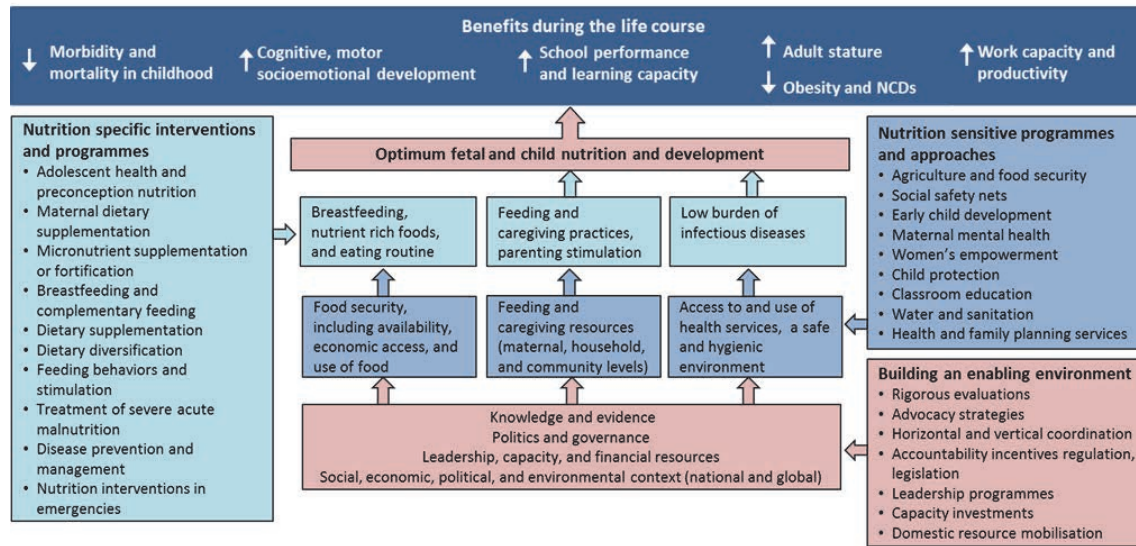 Benefits during the life course
Morbidity and
mortality in childhood
Cognitive, motor
socioemotional development
School performance
and learning capacity
Adult stature
Obesity and NCDs
Work capacity and
productivity
Nutrition specific interventions
and programmes
• Adolescent health and
preconception nutrition
• Maternal dietary
supplementation
• Micronutrient supplementation
or fortification
• Breastfeeding and
complementary feeding
• Dietary supplementation
• Dietary diversification
• Feeding behaviors and
stimulation
• Treatment of severe acute
malnutrition
• Disease prevention and
management
• Nutrition interventions in
emergencies
Optimum fetal and child nutrition and development
Breastfeeding,
nutrient rich foods,
and eating routine
Feeding and
caregiving practices,
parenting stimulation
Low burden of
infectious diseases
Food security,
including availability,
economic access, and
use of food
Feeding and
caregiving resources
(maternal, household,
and community levels)
Access to and use of
health services, a safe
and hygienic
environment
Knowledge and evidence
Politics and governance
Leadership, capacity, and financial resources
Social, economic, political, and environmental context (national and global)
Nutrition sensitive programmes
and approaches
• Agriculture and food security
• Social safety nets
• Early child development
• Maternal mental health
• Women's empowerment
• Child protection
• Classroom education
• Water and sanitation
• Health and family planning services
Building an enabling environment
• Rigorous evaluations
• Advocacy strategies
• Horizontal and vertical coordination
• Accountability incentives regulation,
legislation
• Leadership programmes
• Capacity investments
• Domestic resource mobilisation